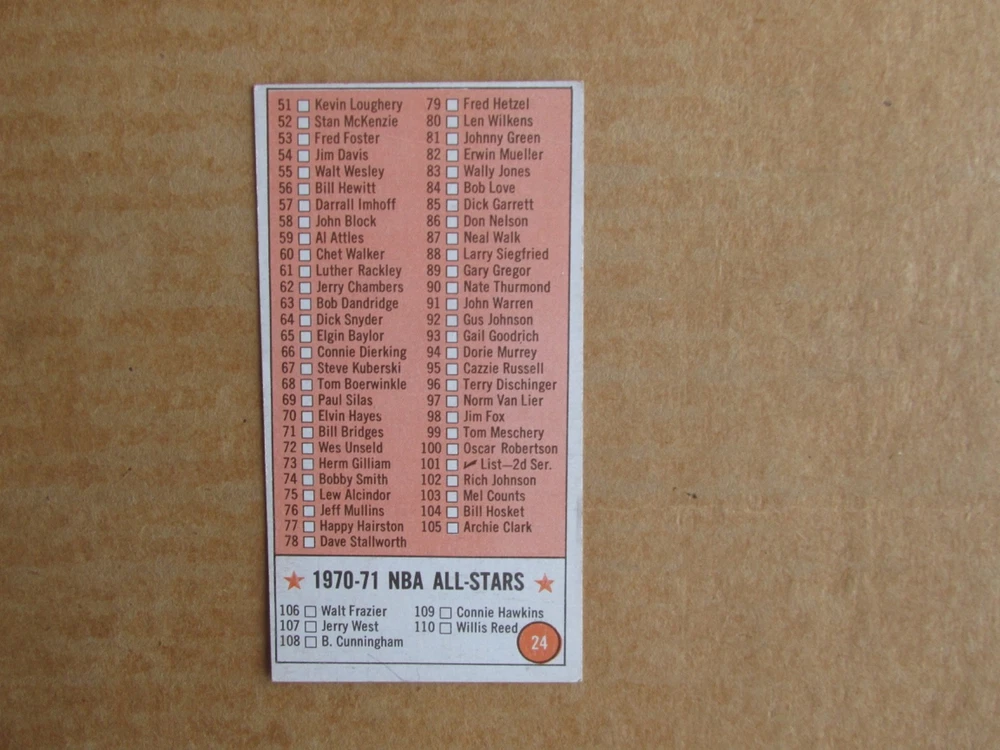 51 Kevin Loughery
52 Stan McKenzie
53 Fred Foster
54 Jim Davis
55 Walt Wesley
56 Bill Hewitt
57 Darrall Imhoff
58 John Block
59 Al Attles
60 Chet Walker
61 Luther Rackley
62 Jerry Chambers
63 Bob Dandridge
64 Dick Snyder
65 Elgin Baylor
66 Connie Dierking
67 Steve Kuberski
68 Tom Boerwinkle
69 Paul Silas
70 Elvin Hayes
71 Bill Bridges
72 Wes Unseld
73 Herm Gilliam
74 Bobby Smith
75 Lew Alcindor
76 Jeff Mullins
77 Happy Hairston
78 Dave Stallworth
79 Fred Hetzel
80 Len Wilkens
81 Johnny Green
82 Erwin Mueller
83 Wally Jones
84 Bob Love
85 Dick Garrett
86 Don Nelson
87 Neal Walk
88 Larry Siegfried
89 Gary Gregor
90 Nate Thurmond
91 John Warren
92 Gus Johnson
93 Gail Goodrich
94 Dorie Murrey
95 Cazzie Russell
96 Terry Dischinger
97 Norm Van Lier
98 Jim Fox
99 Tom Meschery
100 Oscar Robertson
101 List—2d Ser.
102 Rich Johnson
103 Mel Counts
104 Bill Hosket
105 Archie Clark
1970-71 NBA ALL-STARS
106 Walt Frazier
107 Jerry West
108 B. Cunningham
109 Connie Hawkins
110 Willis Reed
24